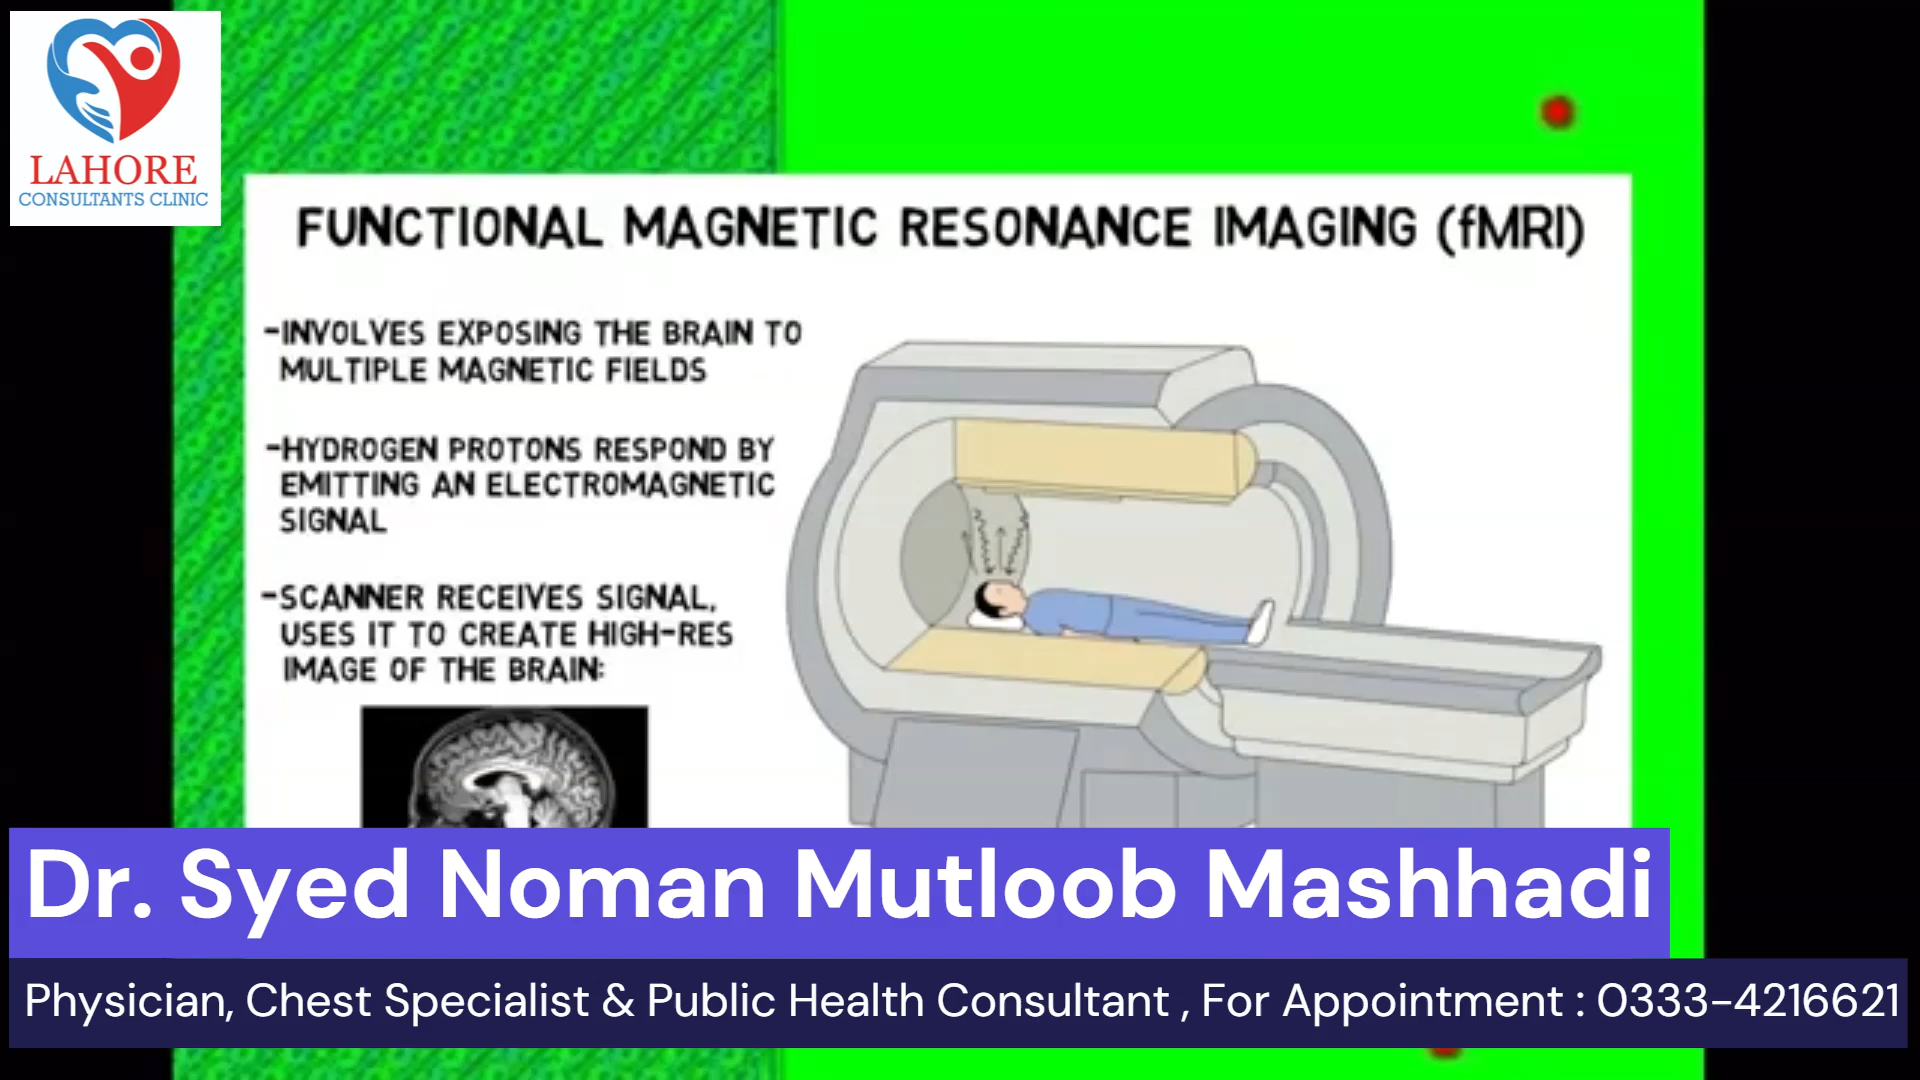 LAHORE
CONSULTANTS CLINIC
FUNCTIONAL MAGNETIC RESONANCE IMAGING (fMRI)
-INVOLVES EXPOSING THE BRAIN TO
MULTIPLE MAGNETIC FIELDS
-HYDROGEN PROTONS RESPOND BY
EMITTING AN ELECTROMAGNETIC
SIGNAL
-SCANNER RECEIVES SIGNAL,
USES IT TO CREATE HIGH-RES
IMAGE OF THE BRAIN:
Dr. Syed Noman Mutloob Mashhadi
Physician, Chest Specialist & Public Health Consultant , For Appointment : 0333-4216621